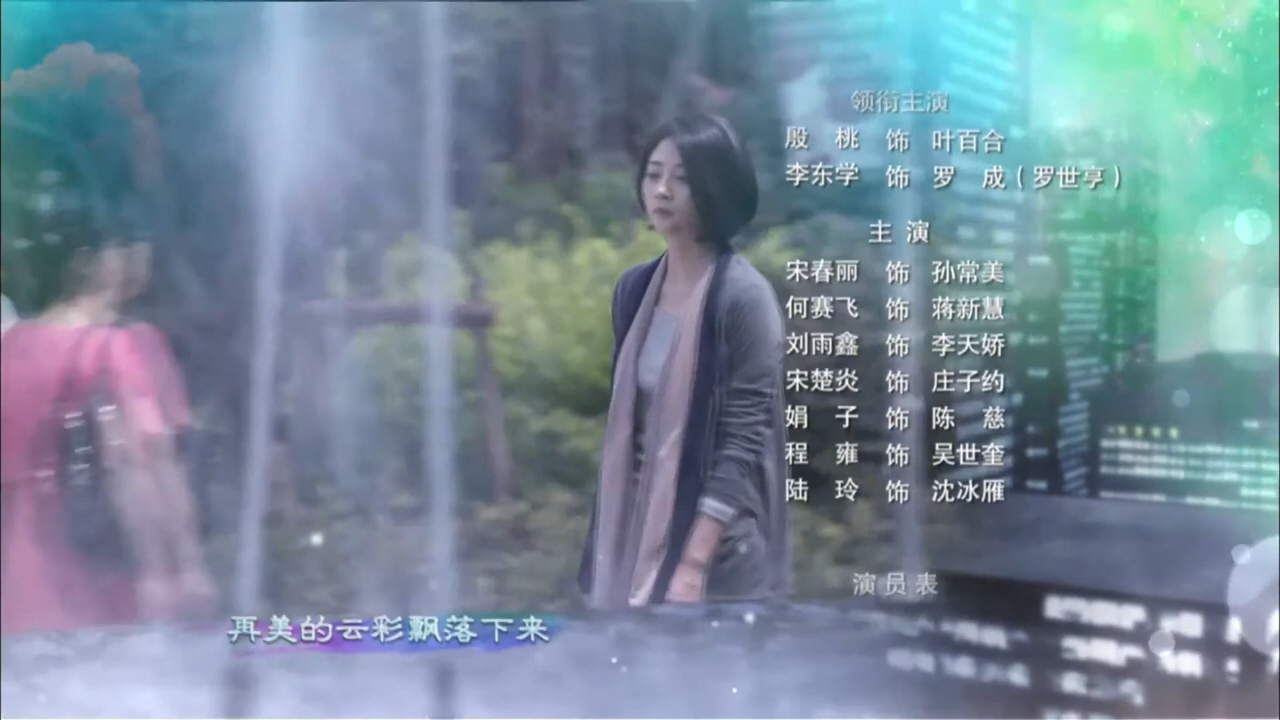 领衔主演
殷 桃 饰 叶百合
李东学 饰 罗 成（罗世亨）
主 演
宋春丽 饰 孙常美
何赛飞 饰 蒋新慧
刘雨鑫 饰 李天娇
宋楚炎 饰 庄子约
娟 子 饰 陈 慈
程 雍 饰 吴世奎
陆 玲 饰 沈冰雁
演员表
再美的云彩飘落下来